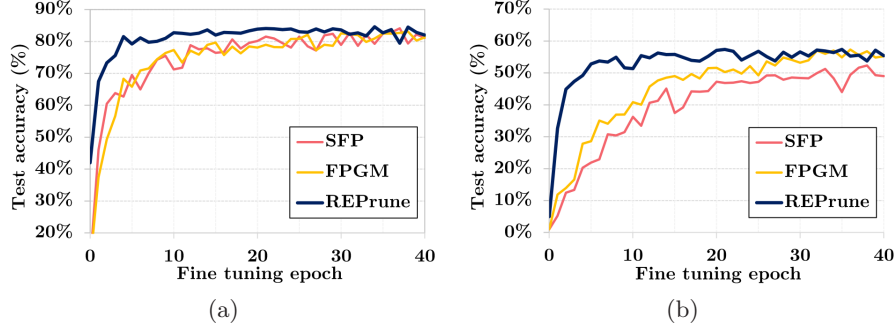 90%
80%
70%
60%
50%
40%
30%
20%
Test accuracy (%)
SFP
FPGM
REPrune
0 10 20 30 40
Fine tuning epoch
(a)
70%
60%
50%
40%
30%
20%
10%
0%
Test accuracy (%)
SFP
FPGM
REPrune
0 10 20 30 40
Fine tuning epoch
(b)